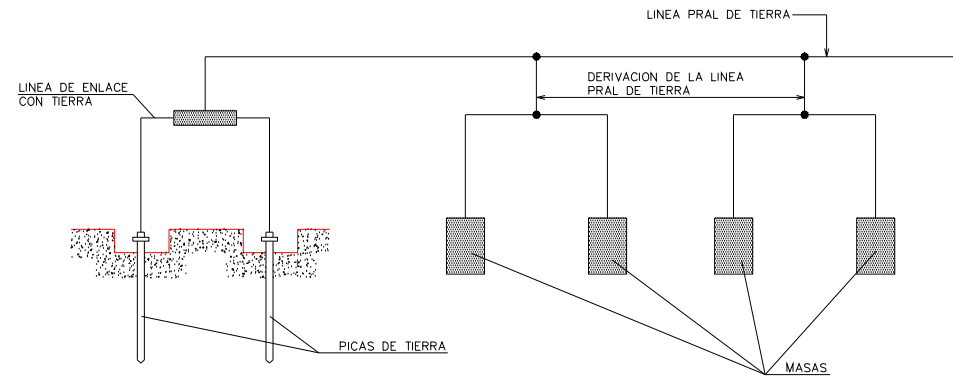 LINEA PRAL DE TIERRA
DERIVACION DE LA LINEA
PRAL DE TIERRA
LINEA DE ENLACE
CON TIERRA
PICAS DE TIERRA
MASAS